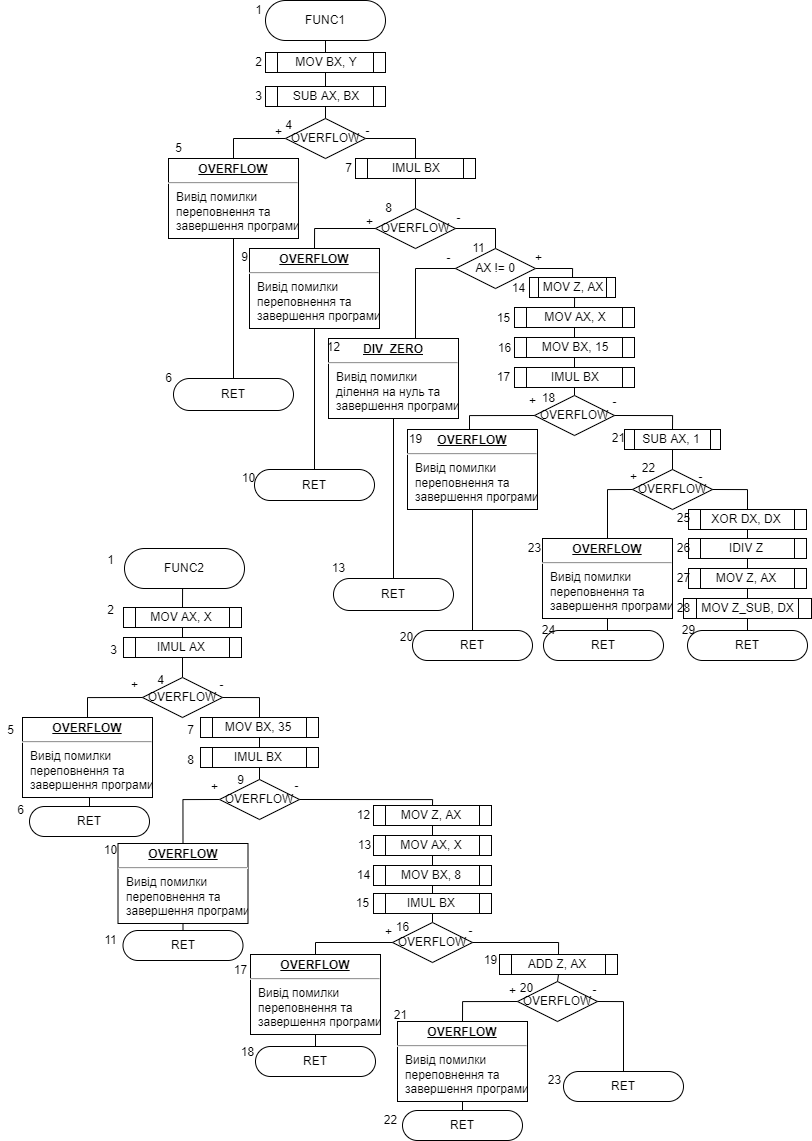 1
FUNC1
2
MOV BX, Y
3
SUB AX, BX
4
+
OVERFLOW
-
5
OVERFLOW
Вивід помилки
переповнення та
завершення програми
6
RET
7
IMUL BX
8
+
OVERFLOW
-
9
OVERFLOW
Вивід помилки
переповнення та
завершення програми
10
RET
11
-
AX != 0
+
12
DIV_ZERO
Вивід помилки
ділення на нуль та
завершення програми
13
RET
14
MOV Z, AX
15
MOV AX, X
16
MOV BX, 15
17
IMUL BX
18
+
OVERFLOW
-
19
OVERFLOW
Вивід помилки
переповнення та
завершення програми
20
RET
21
SUB AX, 1
22
+
OVERFLOW
-
23
OVERFLOW
Вивід помилки
переповнення та
завершення програми
24
RET
25
XOR DX, DX
26
IDIV Z
27
MOV Z, AX
28
MOV Z_SUB, DX
29
RET
1
FUNC2
2
MOV AX, X
3
IMUL AX
4
+
OVERFLOW
-
5
OVERFLOW
Вивід помилки
переповнення та
завершення програми
6
RET
7
MOV BX, 35
8
IMUL BX
9
+
OVERFLOW
-
10
OVERFLOW
Вивід помилки
переповнення та
завершення програми
11
RET
12
MOV Z, AX
13
MOV AX, X
14
MOV BX, 8
15
IMUL BX
16
+
OVERFLOW
-
17
OVERFLOW
Вивід помилки
переповнення та
завершення програми
18
RET
19
ADD Z, AX
20
+
OVERFLOW
-
21
OVERFLOW
Вивід помилки
переповнення та
завершення програми
22
RET
23
RET